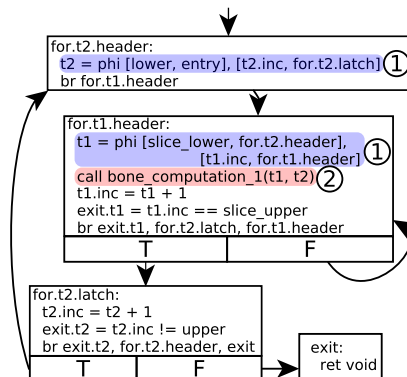 for.t2.header:
t2 = phi [lower, entry], [t2.inc, for.t2.latch] 1
br for.t1.header
for.t1.header:
t1 = phi [slice_lower, for.t2.header],
[t1.inc, for.t1.header] 1
call bone_computation_1(t1, t2) 2
t1.inc = t1 + 1
exit.t1 = t1.inc == slice_upper
br exit.t1, for.t2.latch, for.t1.header
T F
for.t2.latch:
t2.inc = t2 + 1
exit.t2 = t2.inc != upper
br exit.t2, for.t2.header, exit
T F
exit:
ret void